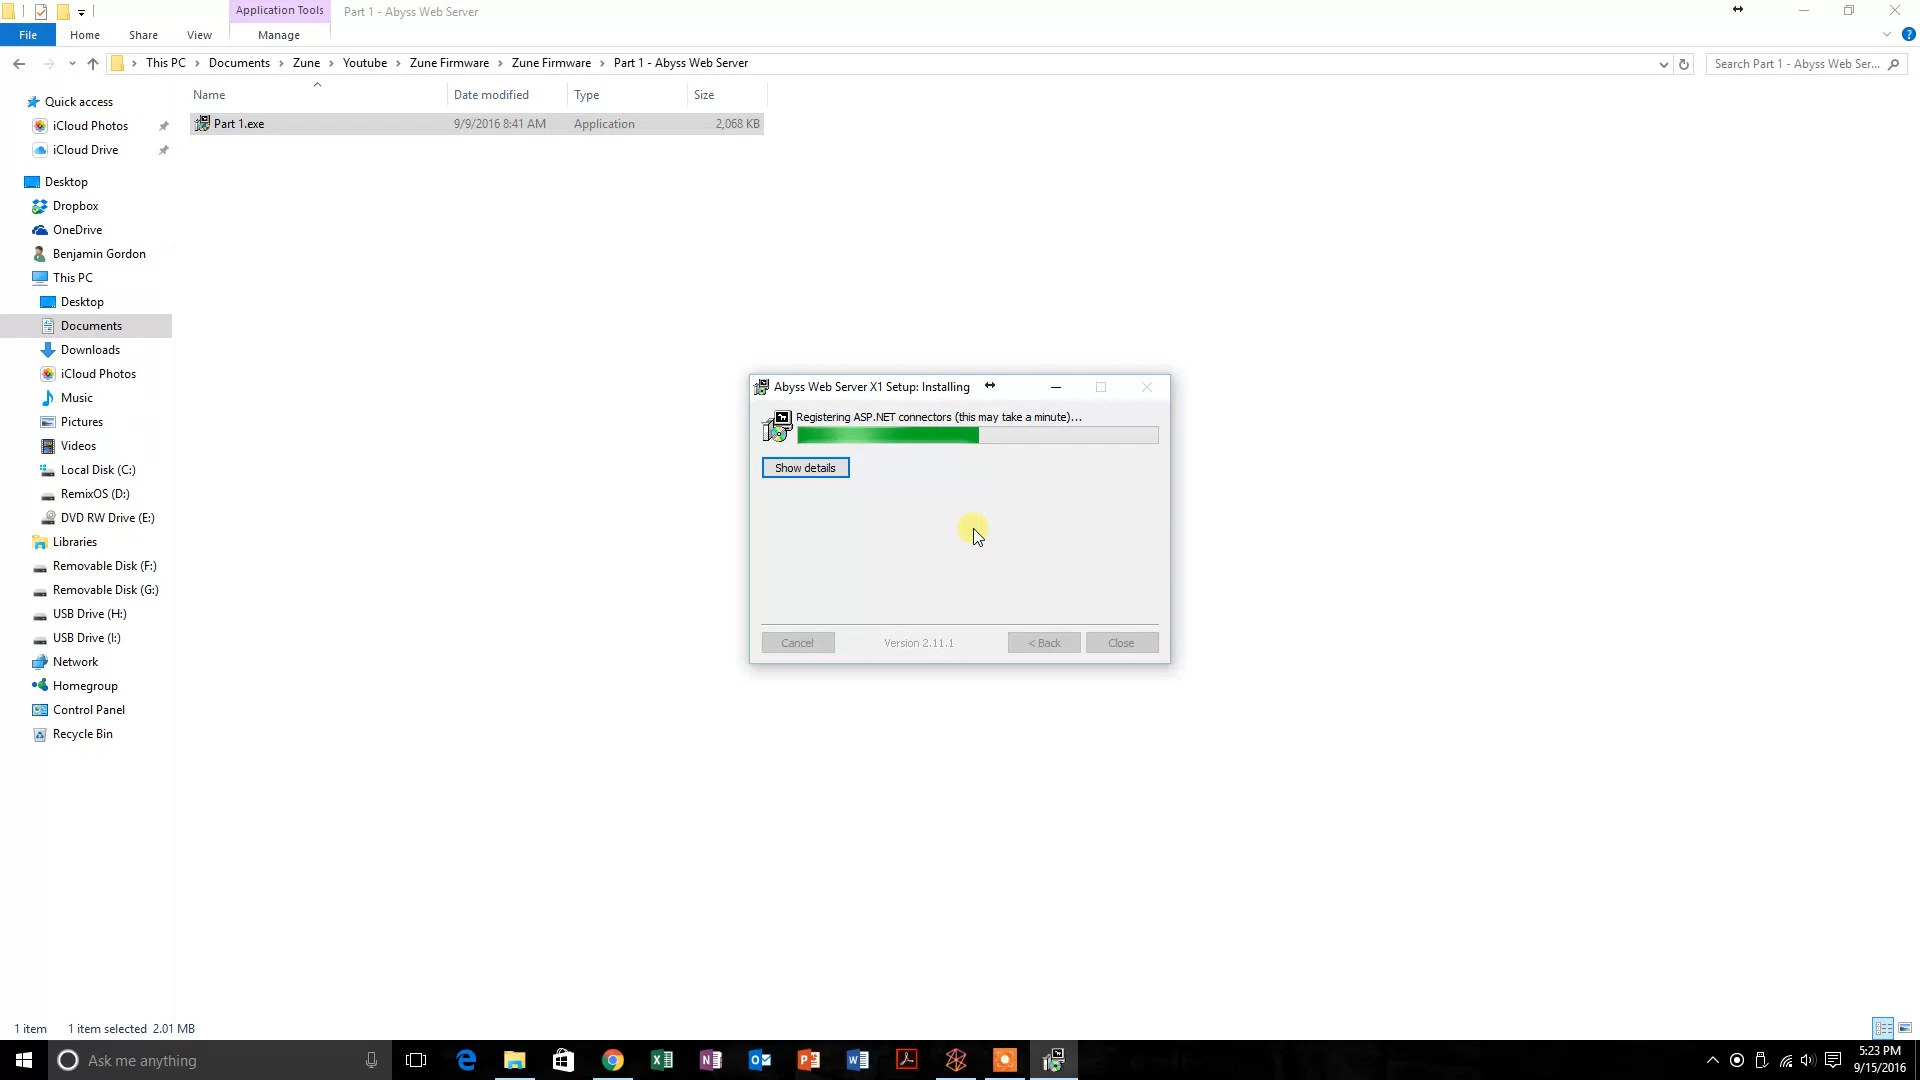 Application Tools
Part 1 - Abyss Web Server
File
Home
Share
View
Manage
This PC
Documents
Zune
Youtube
Zune Firmware
Zune Firmware
Part 1 - Abyss Web Server
Search Part 1 - Abyss Web Ser...
Name
Date modified
Type
Size
Part 1.exe
9/9/2016 8:41 AM
Application
2,068 KB
Quick access
iCloud Photos
iCloud Drive
Desktop
Dropbox
OneDrive
Benjamin Gordon
This PC
Desktop
Documents
Downloads
iCloud Photos
Music
Pictures
Videos
Local Disk (C:)
RemixOS (D:)
DVD RW Drive (E:)
Libraries
Removable Disk (F:)
Removable Disk (G:)
USB Drive (H:)
USB Drive (I:)
Network
Homegroup
Control Panel
Recycle Bin
Abyss Web Server X1 Setup: Installing
Registering ASP.NET connectors (this may take a minute)...
Show details
Cancel
Version 2.11.1
< Back
Close
1 item
1 item selected 2.01 MB
Ask me anything
5:23 PM
9/15/2016